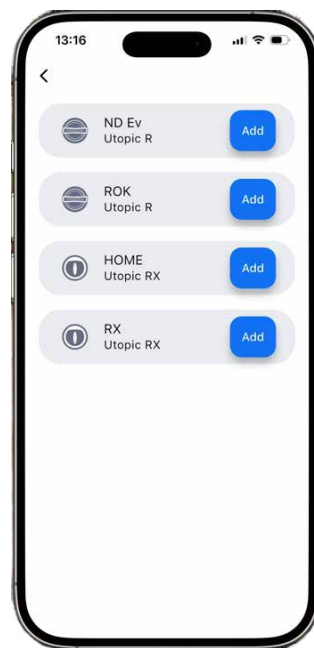 13:16
ND Ev
Utopic R
Add
ROK
Utopic R
Add
HOME
Utopic RX
Add
RX
Utopic RX
Add